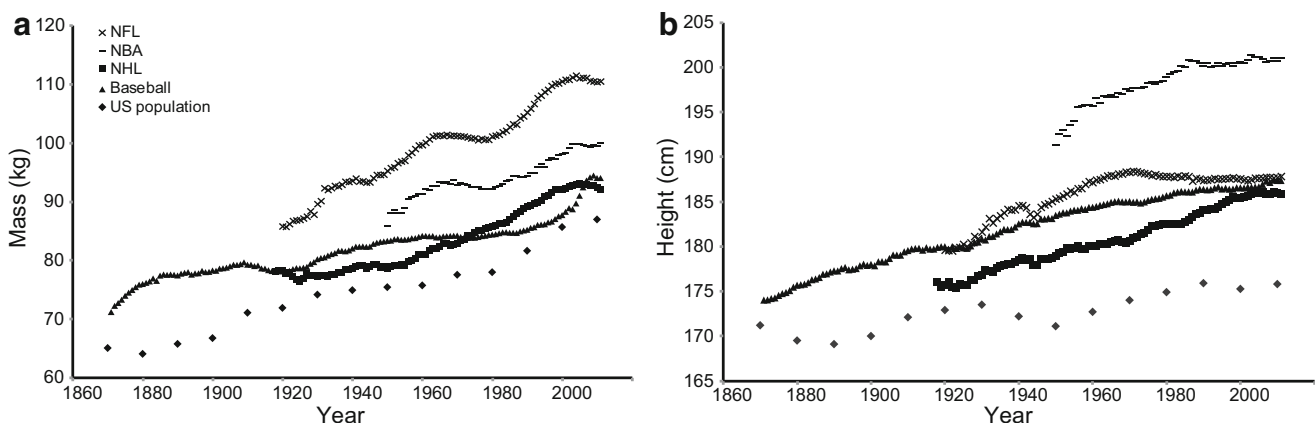 a
120
110
100
90
80
70
60
Mass (kg)
NFL
NBA
NHL
Baseball
US population
1860 1880 1900 1920 1940 1960 1980 2000
Year
b
205
200
195
190
185
180
175
170
165
Height (cm)
1860 1880 1900 1920 1940 1960 1980 2000
Year